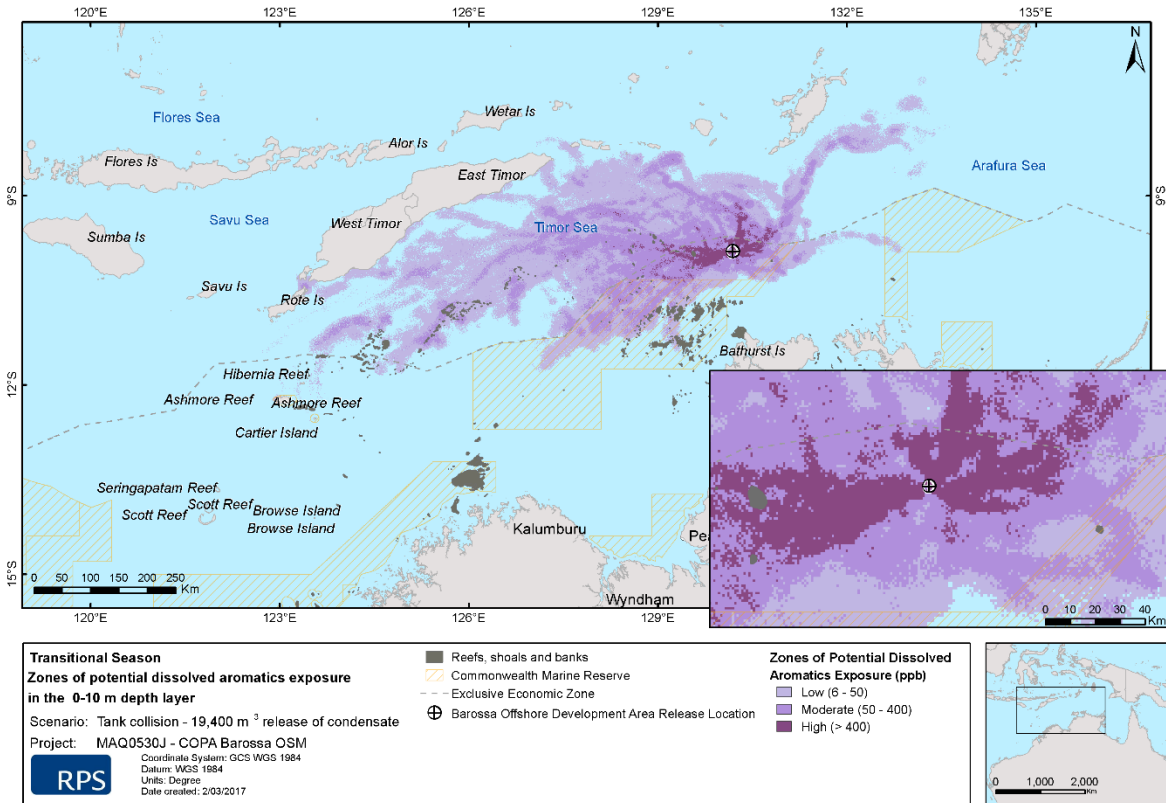 120°E
123°E
126°E
129°E
132°E
135°E
N
Wetar Is
Flores Sea
Alor Is
Flores Is
East Timor
Arafura Sea
9°S
9°S
Savu Sea
West Timor
Timor Sea
Sumba Is
Savu Is
Rote Is
Bathurst Is
Hibernia Reef
12°S
Ashmore Reef
Ashmore Reef
Cartier Island
Seringapatam Reef
Scott Reef
Browse Island
Scott Reef
Browse Island
Kalumburu
Pea
15°S
0 50 100 150 200 250
Km
Wyndham
0 10 20 30 40
Km
120°E
123°E
126°E
129°E
Transitional Season
Zones of potential dissolved aromatics exposure
in the 0-10 m depth layer
Scenario: Tank collision - 19,400 m³ release of condensate
Project: MAQ0530J - COPA Barossa OSM
RPS
Coordinate System: GCS WGS 1984
Datum: WGS 1984
Units: Degree
Date created: 2/03/2017
Reefs, shoals and banks
Commonwealth Marine Reserve
Exclusive Economic Zone
Barossa Offshore Development Area Release Location
Zones of Potential Dissolved
Aromatics Exposure (ppb)
Low (6 - 50)
Moderate (50 - 400)
High (> 400)
0 1,000 2,000
Km